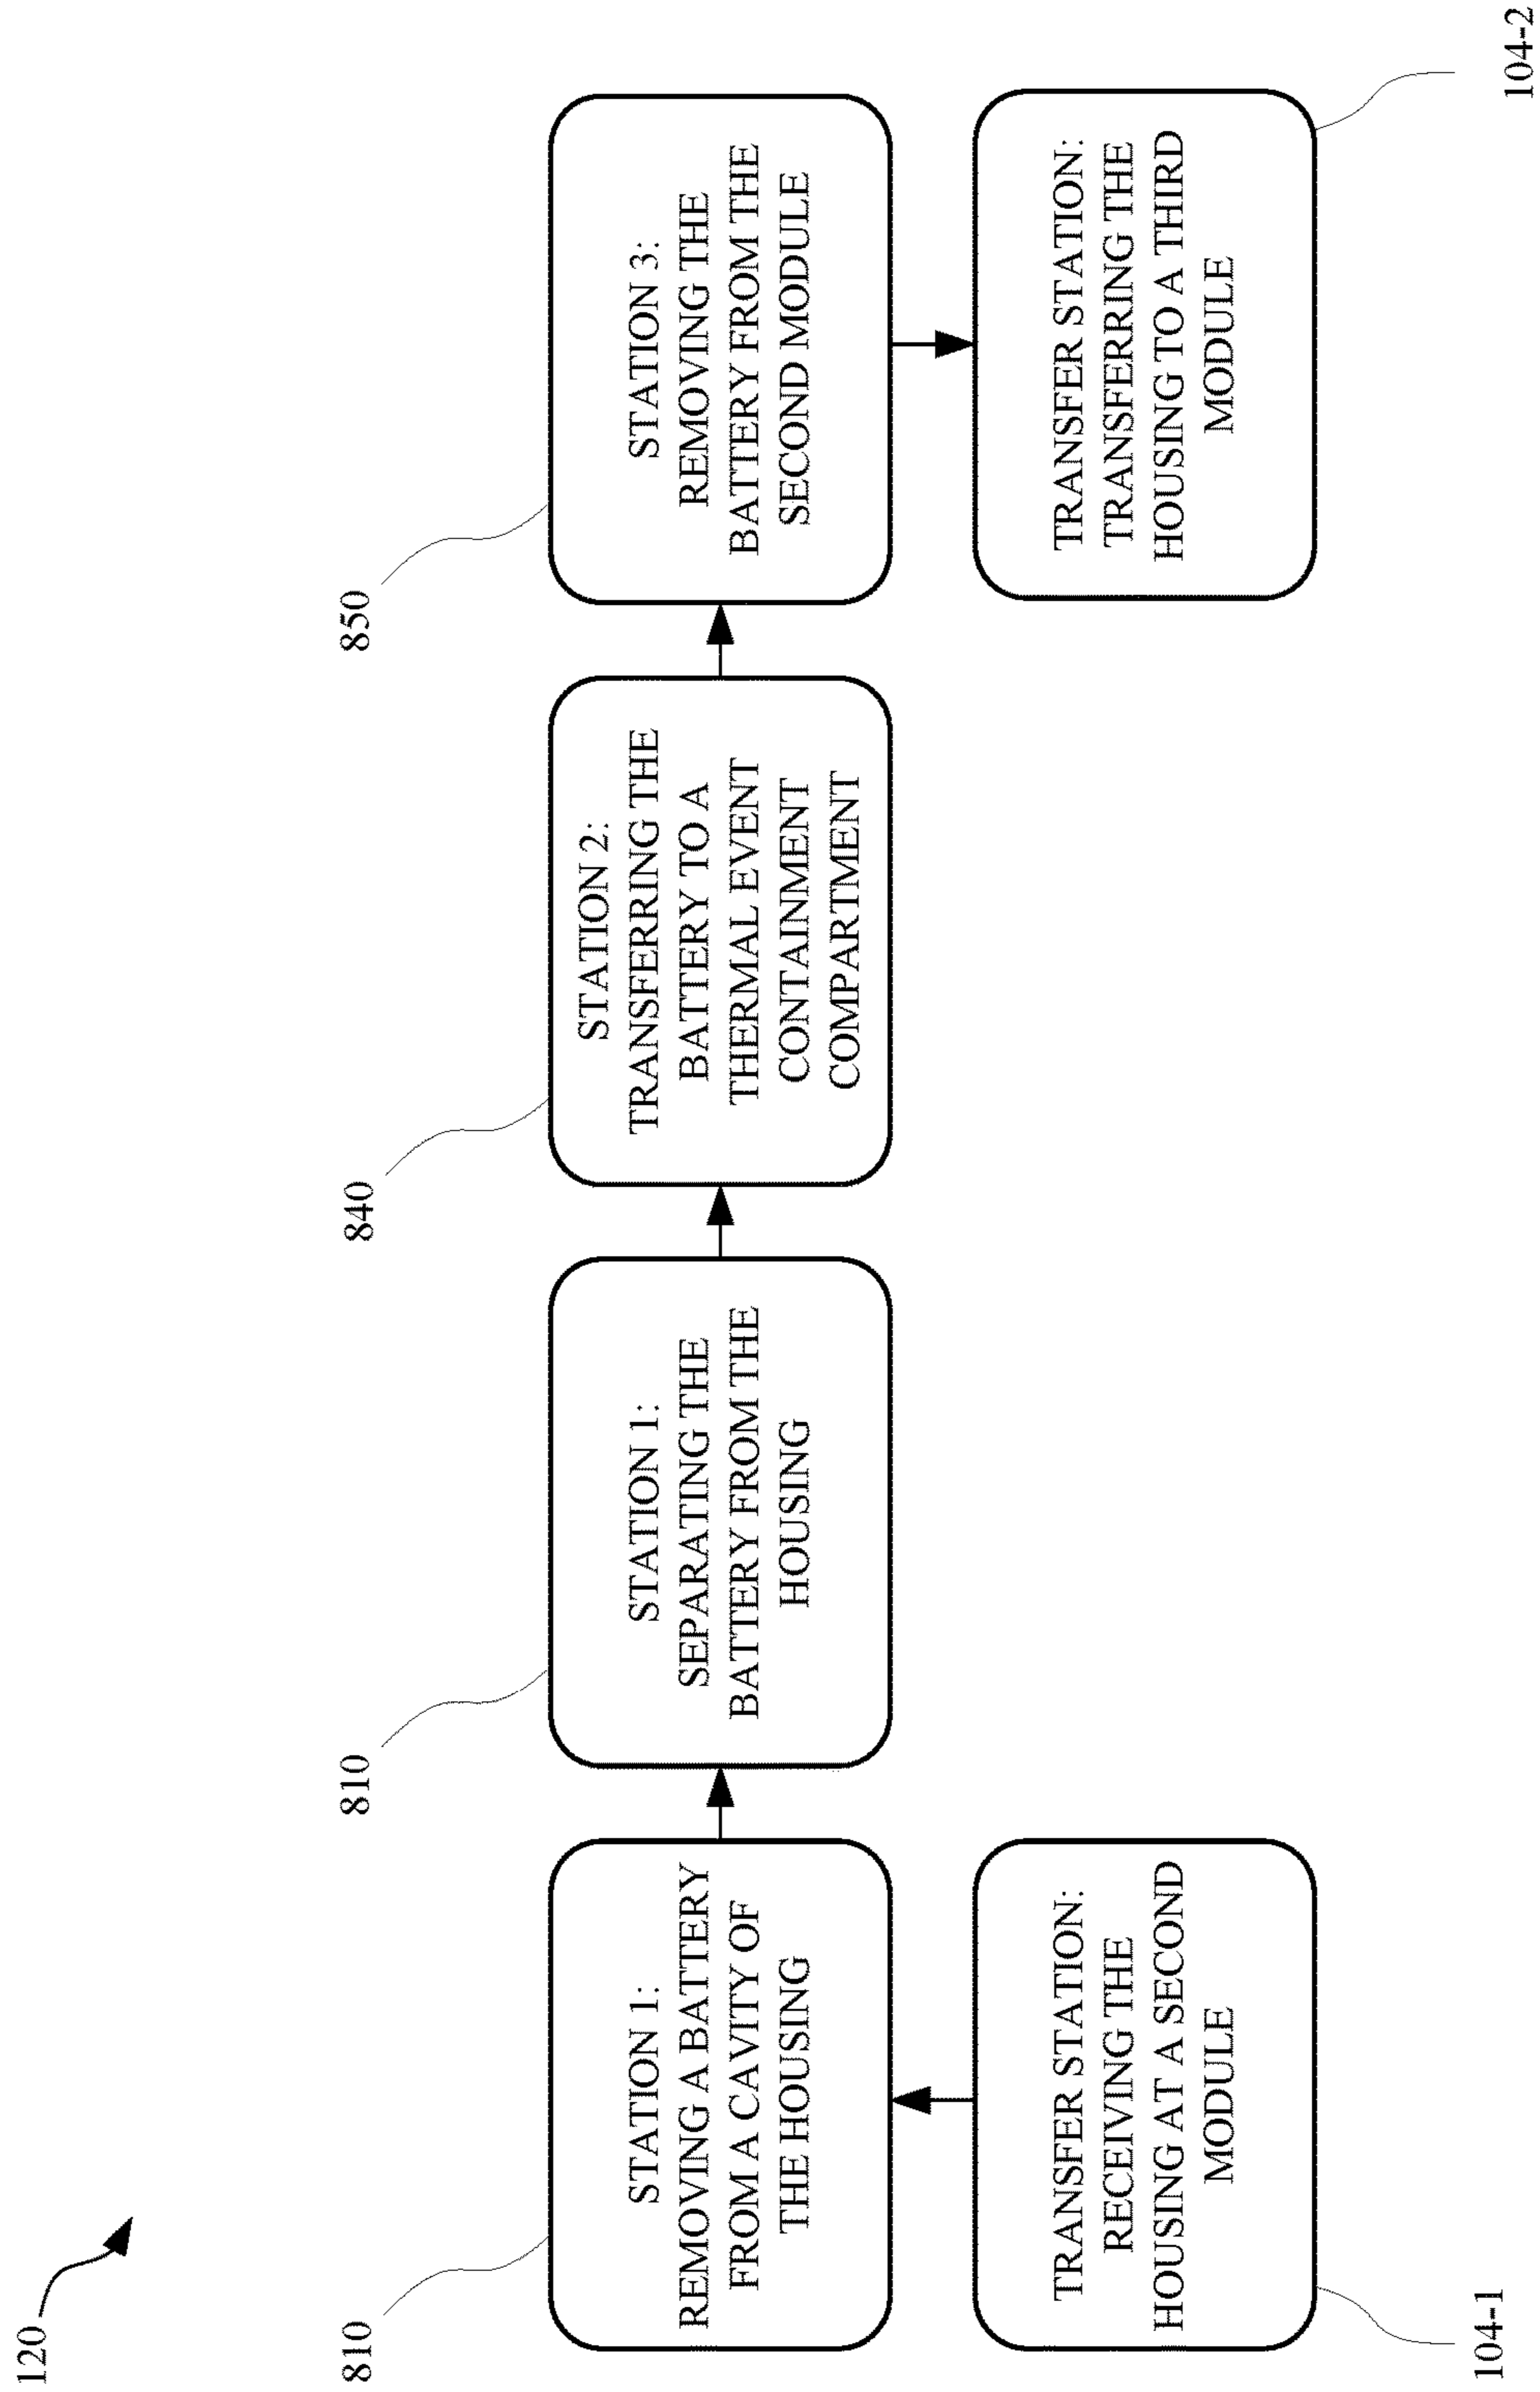 120
810
STATION 1:
REMOVING A BATTERY
FROM A CAVITY OF
THE HOUSING
810
STATION 1:
SEPARATING THE
BATTERY FROM THE
HOUSING
840
STATION 2:
TRANSFERRING THE
BATTERY TO A
THERMAL EVENT
CONTAINMENT
COMPARTMENT
850
STATION 3:
REMOVING THE
BATTERY FROM THE
SECOND MODULE
TRANSFER STATION:
RECEIVING THE
HOUSING AT A SECOND
MODULE
104-1
TRANSFER STATION:
TRANSFERRING THE
HOUSING TO A THIRD
MODULE
104-2